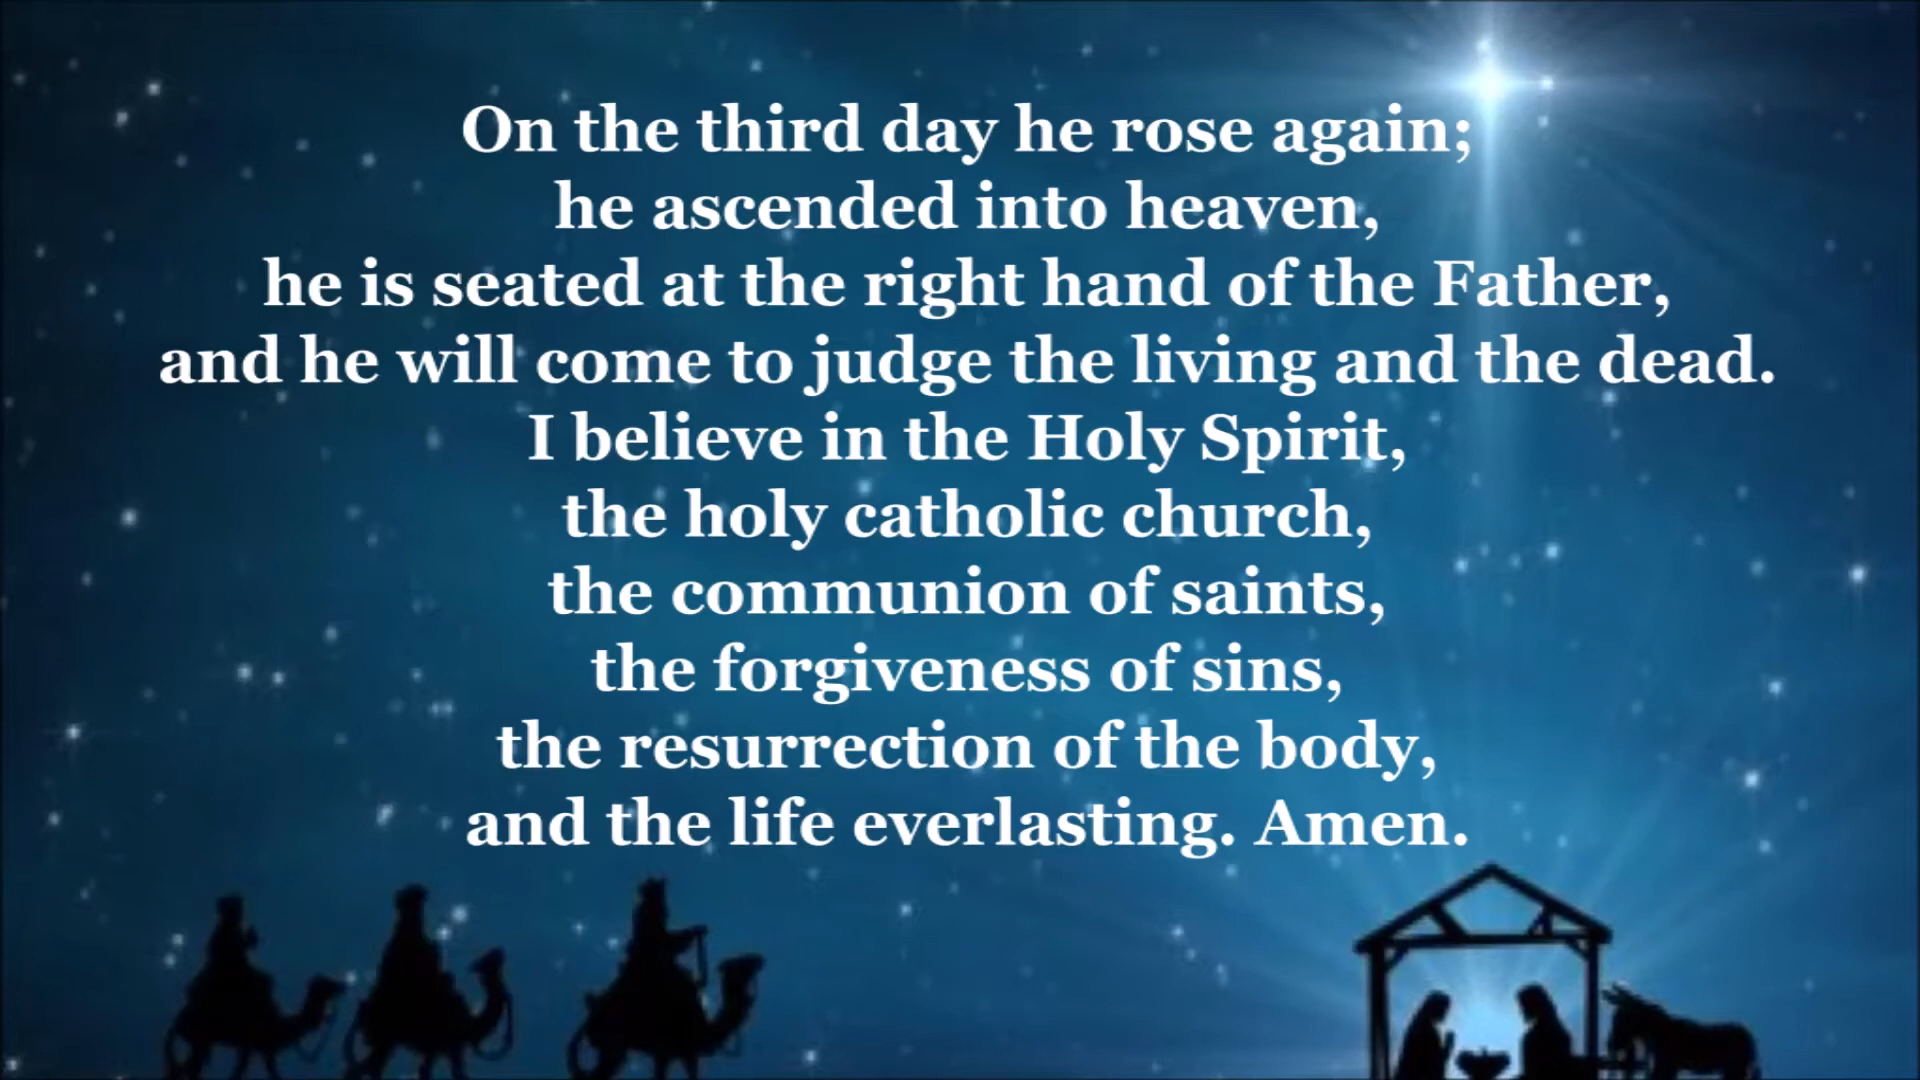 On the third day he rose again;
he ascended into heaven,
he is seated at the right hand of the Father,
and he will come to judge the living and the dead.
I believe in the Holy Spirit,
the holy catholic church,
the communion of saints,
the forgiveness of sins,
the resurrection of the body,
and the life everlasting. Amen.